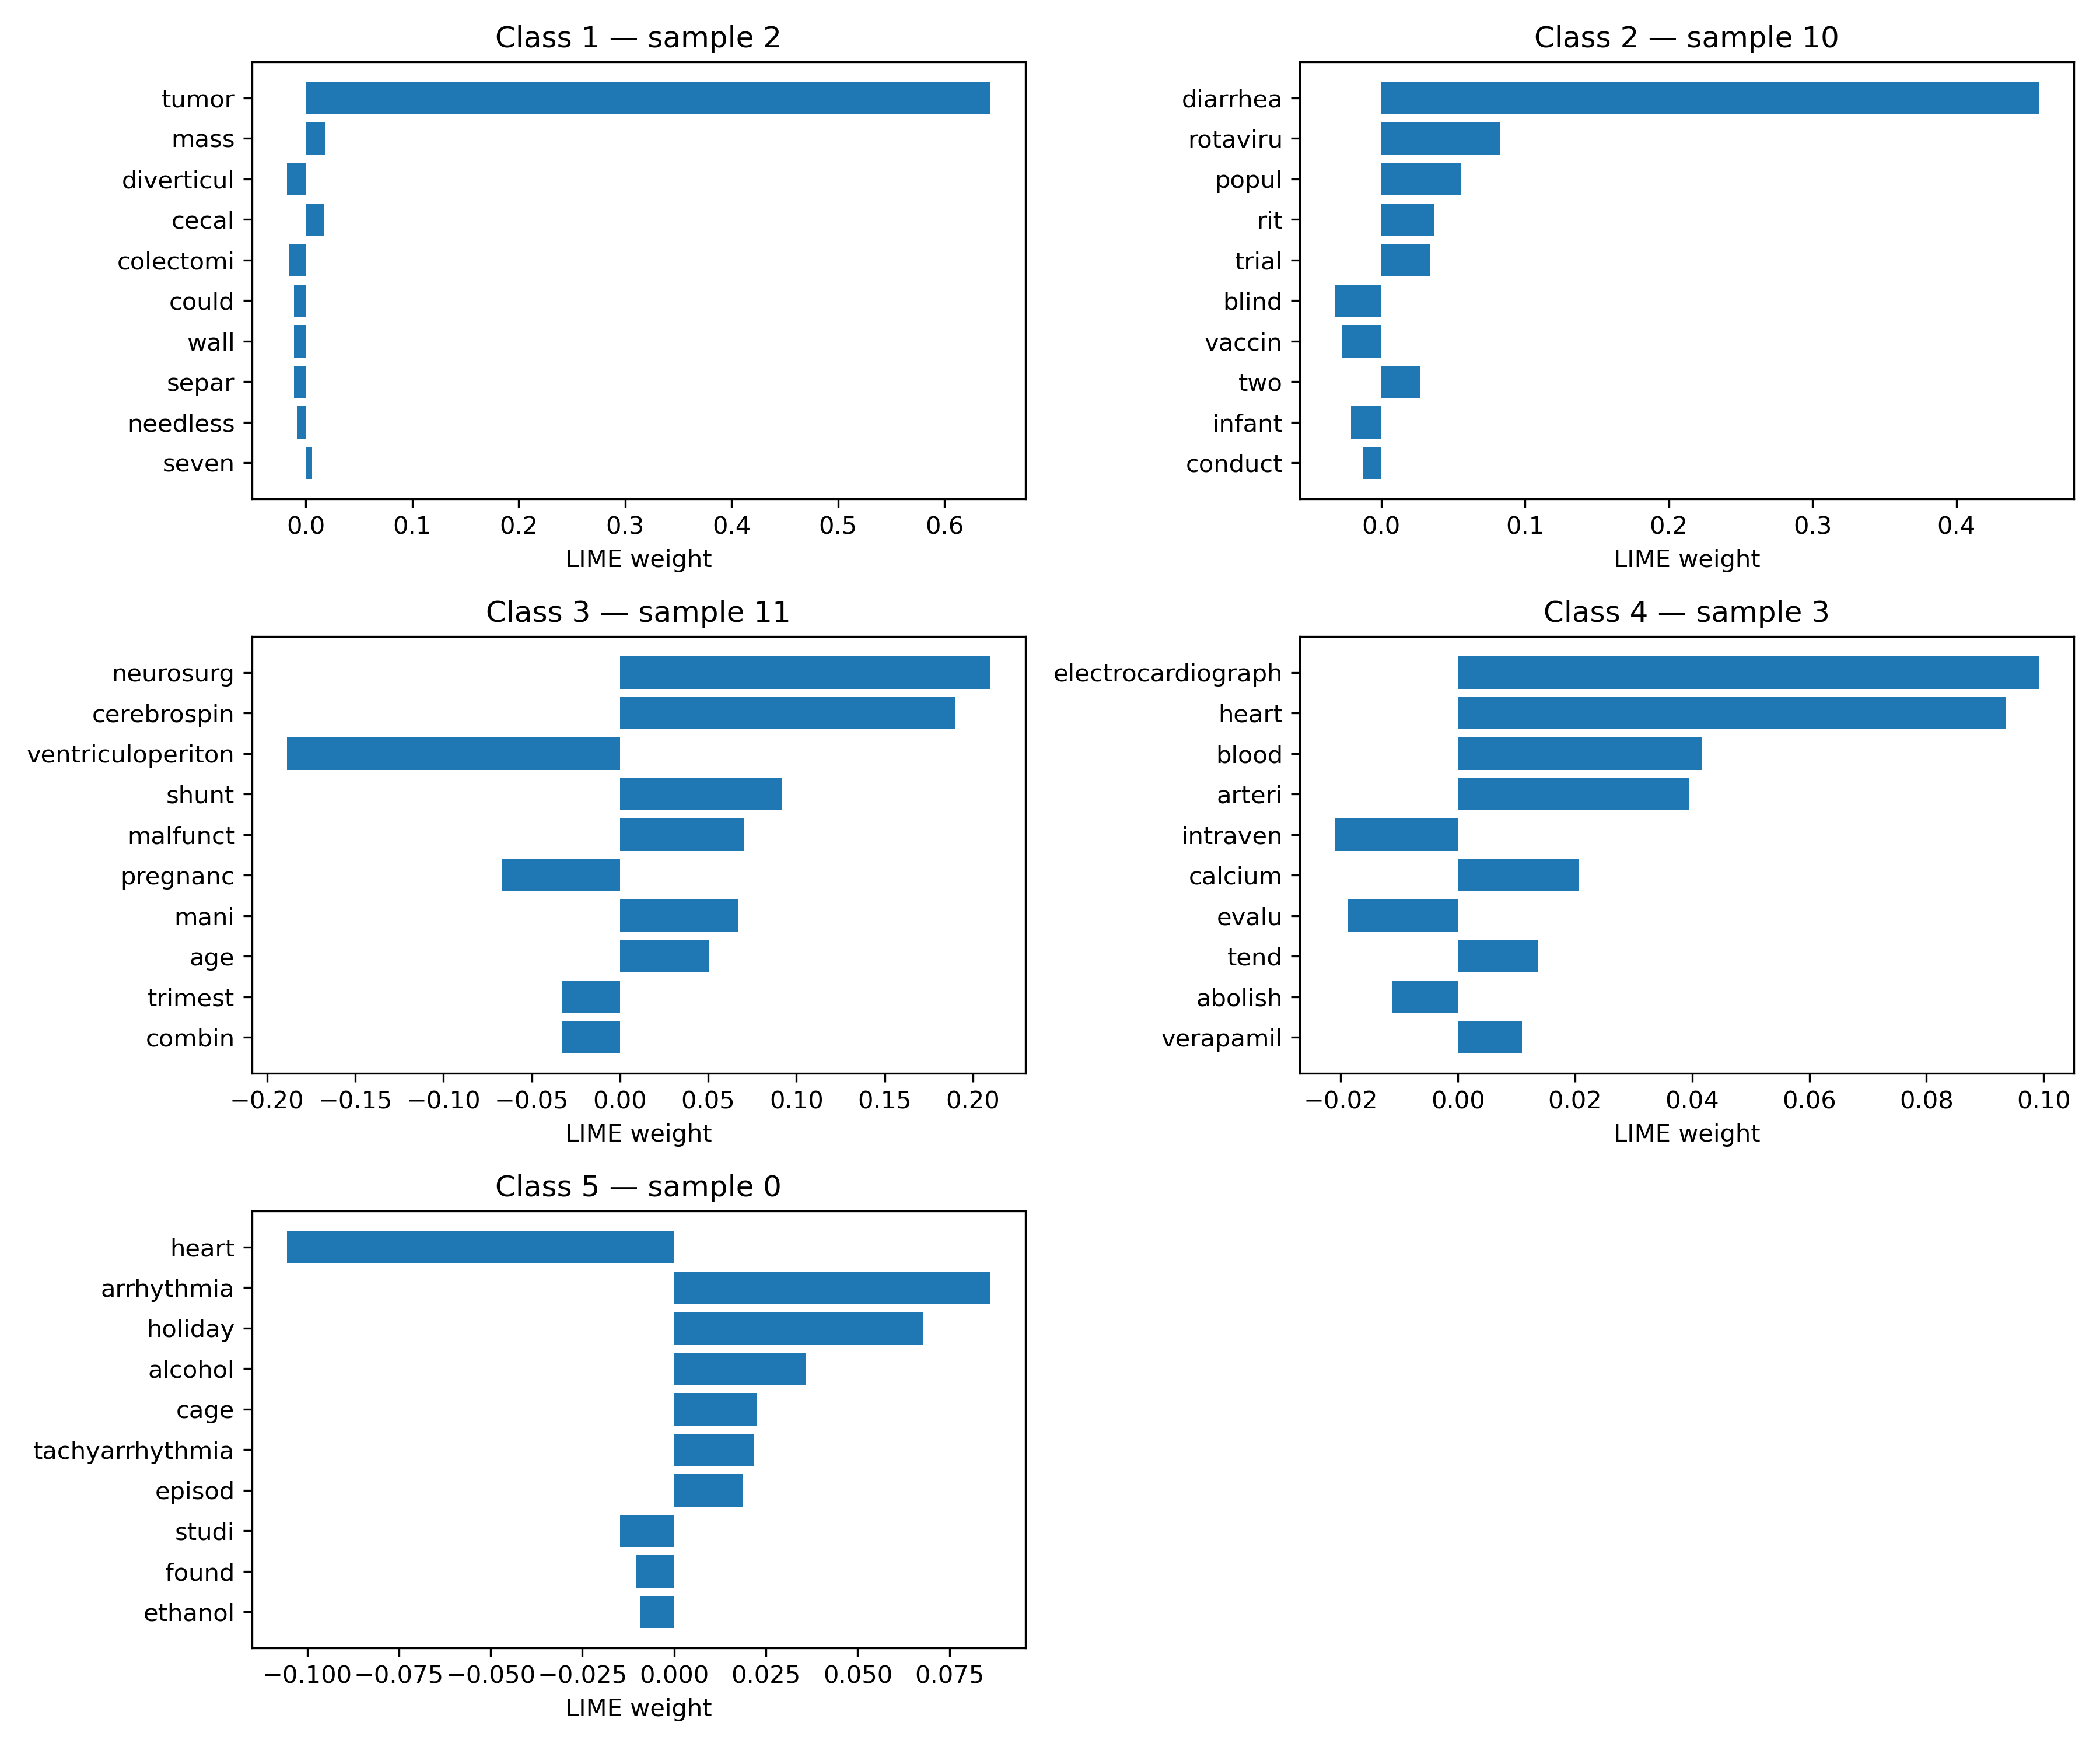 Class 1 — sample 2
tumor
mass
diverticul
cecal
colectomi
could
wall
separ
needless
seven
0.0 0.1 0.2 0.3 0.4 0.5 0.6
LIME weight
Class 2 — sample 10
diarrhea
rotaviru
popul
rit
trial
blind
vaccin
two
infant
conduct
0.0 0.1 0.2 0.3 0.4
LIME weight
Class 3 — sample 11
neurosurg
cerebrospin
ventriculoperiton
shunt
malfunct
pregnanc
mani
age
trimest
combin
−0.20 −0.15 −0.10 −0.05 0.00 0.05 0.10 0.15 0.20
LIME weight
Class 4 — sample 3
electrocardiograph
heart
blood
arteri
intraven
calcium
evalu
tend
abolish
verapamil
−0.02 0.00 0.02 0.04 0.06 0.08 0.10
LIME weight
Class 5 — sample 0
heart
arrhythmia
holiday
alcohol
cage
tachyarrhythmia
episod
studi
found
ethanol
−0.100 −0.075 −0.050 −0.025 0.000 0.025 0.050 0.075
LIME weight